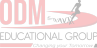 ODM
EDUCATIONAL GROUP
Changing your Tomorrow